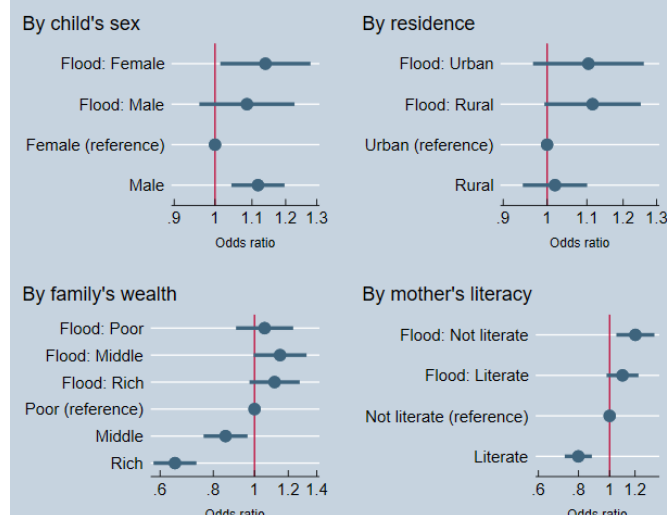 By child's sex
Flood: Female
Flood: Male
Female (reference)
Male
.9 1 1.1 1.2 1.3
Odds ratio
By residence
Flood: Urban
Flood: Rural
Urban (reference)
Rural
.9 1 1.1 1.2 1.3
Odds ratio
By family's wealth
Flood: Poor
Flood: Middle
Flood: Rich
Poor (reference)
Middle
Rich
.6 .8 1 1.2 1.4
Odds ratio
By mother's literacy
Flood: Not literate
Flood: Literate
Not literate (reference)
Literate
.6 .8 1 1.2
Odds ratio